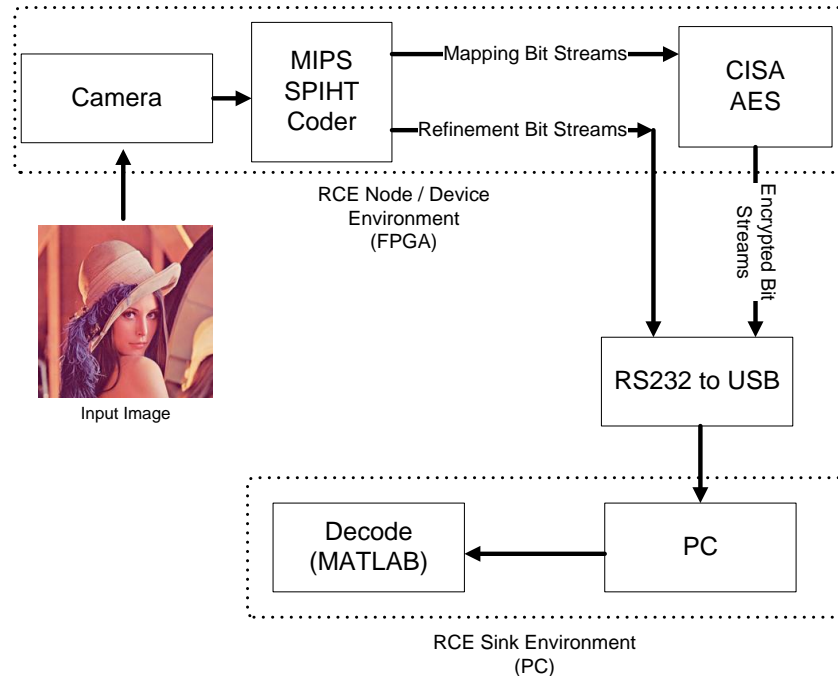 Camera
MIPS
SPIHT
Coder
Mapping Bit Streams
Refinement Bit Streams
CISA
AES
RCE Node / Device
Environment
(FPGA)
Encrypted Bit
Streams
Input Image
RS232 to USB
Decode
(MATLAB)
PC
RCE Sink Environment
(PC)